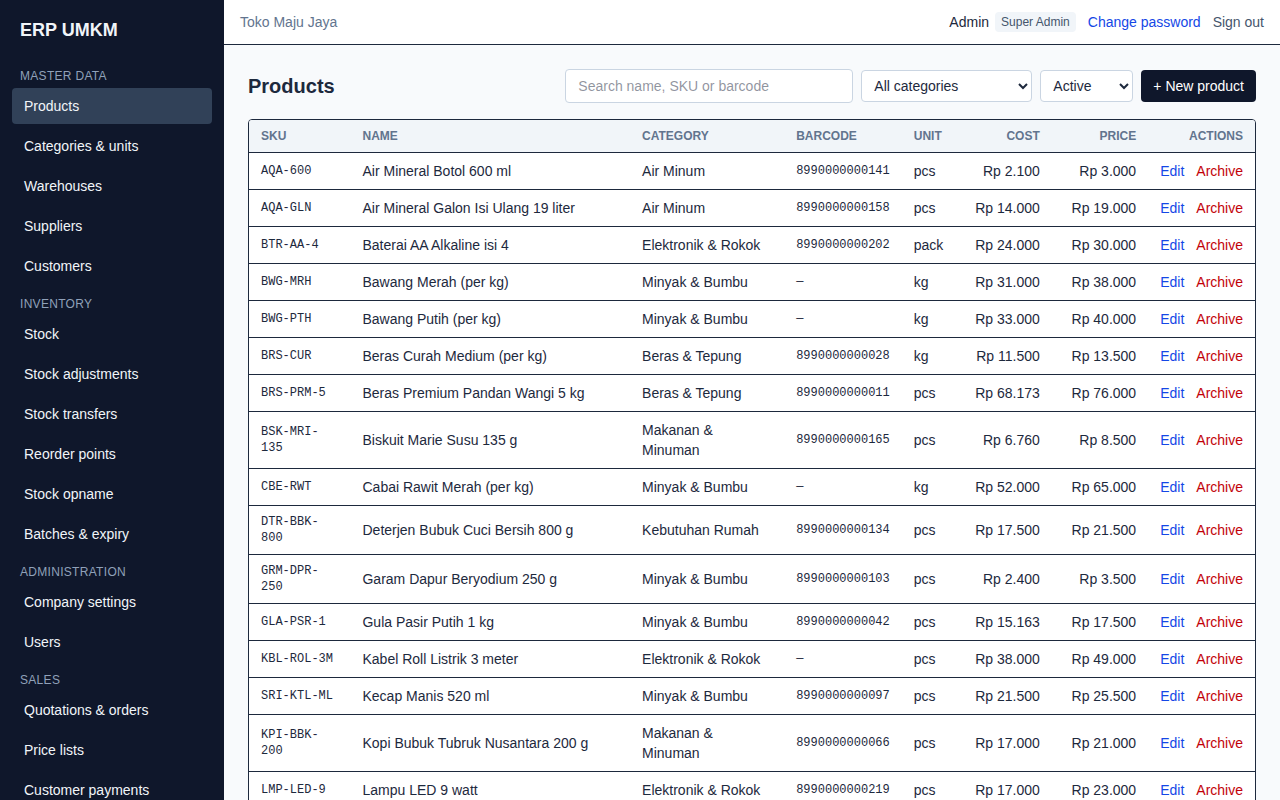 ERP UMKM
MASTER DATA
Products
Categories & units
Warehouses
Suppliers
Customers
INVENTORY
Stock
Stock adjustments
Stock transfers
Reorder points
Stock opname
Batches & expiry
ADMINISTRATION
Company settings
Users
SALES
Quotations & orders
Price lists
Customer payments
Toko Maju Jaya
Admin Super Admin Change password Sign out
Products
Search name, SKU or barcode
All categories
Active
+ New product
SKU NAME CATEGORY BARCODE UNIT COST PRICE ACTIONS
AQA-600 Air Mineral Botol 600 ml Air Minum 8990000000141 pcs Rp 2.100 Rp 3.000 Edit Archive
AQA-GLN Air Mineral Galon Isi Ulang 19 liter Air Minum 8990000000158 pcs Rp 14.000 Rp 19.000 Edit Archive
BTR-AA-4 Baterai AA Alkaline isi 4 Elektronik & Rokok 8990000000202 pack Rp 24.000 Rp 30.000 Edit Archive
BWG-MRH Bawang Merah (per kg) Minyak & Bumbu – kg Rp 31.000 Rp 38.000 Edit Archive
BWG-PTH Bawang Putih (per kg) Minyak & Bumbu – kg Rp 33.000 Rp 40.000 Edit Archive
BRS-CUR Beras Curah Medium (per kg) Beras & Tepung 8990000000028 kg Rp 11.500 Rp 13.500 Edit Archive
BRS-PRM-5 Beras Premium Pandan Wangi 5 kg Beras & Tepung 8990000000011 pcs Rp 68.173 Rp 76.000 Edit Archive
BSK-MRI-135 Biskuit Marie Susu 135 g Makanan & Minuman 8990000000165 pcs Rp 6.760 Rp 8.500 Edit Archive
CBE-RWT Cabai Rawit Merah (per kg) Minyak & Bumbu – kg Rp 52.000 Rp 65.000 Edit Archive
DTR-BBK-800 Deterjen Bubuk Cuci Bersih 800 g Kebutuhan Rumah 8990000000134 pcs Rp 17.500 Rp 21.500 Edit Archive
GRM-DPR-250 Garam Dapur Beryodium 250 g Minyak & Bumbu 8990000000103 pcs Rp 2.400 Rp 3.500 Edit Archive
GLA-PSR-1 Gula Pasir Putih 1 kg Minyak & Bumbu 8990000000042 pcs Rp 15.163 Rp 17.500 Edit Archive
KBL-ROL-3M Kabel Roll Listrik 3 meter Elektronik & Rokok – pcs Rp 38.000 Rp 49.000 Edit Archive
SRI-KTL-ML Kecap Manis 520 ml Minyak & Bumbu 8990000000097 pcs Rp 21.500 Rp 25.500 Edit Archive
KPI-BBK-200 Kopi Bubuk Tubruk Nusantara 200 g Makanan & Minuman 8990000000066 pcs Rp 17.000 Rp 21.000 Edit Archive
LMP-LED-9 Lampu LED 9 watt Elektronik & Rokok 8990000000219 pcs Rp 17.000 Rp 23.000 Edit Archive